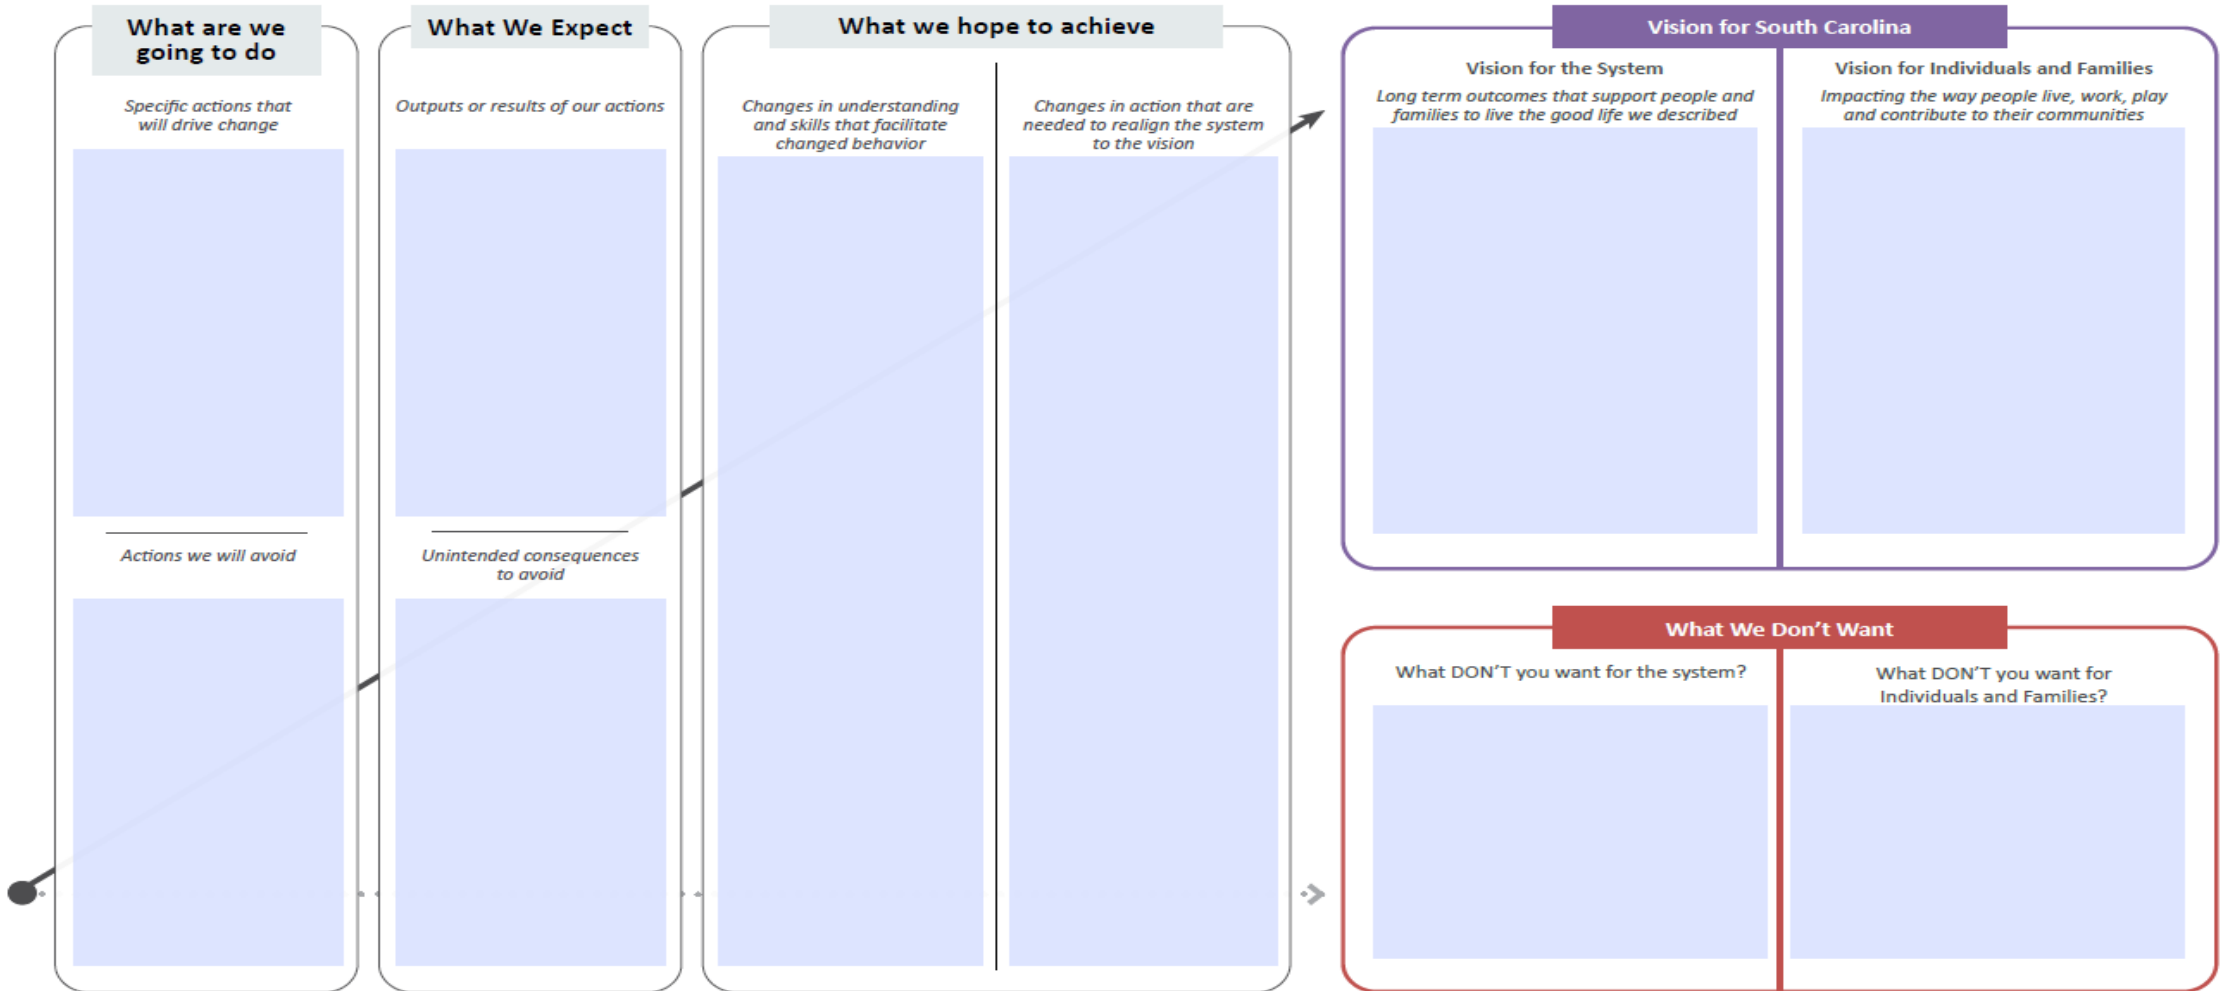 What are we
going to do
Specific actions that
will drive change
Actions we will avoid
What We Expect
Outputs or results of our actions
Unintended consequences
to avoid
What we hope to achieve
Changes in understanding
and skills that facilitate
changed behavior
Changes in action that are
needed to realign the system
to the vision
Vision for South Carolina
Vision for the System
Long term outcomes that support people and
families to live the good life we described
Vision for Individuals and Families
Impacting the way people live, work, play
and contribute to their communities
What We Don't Want
What DON'T you want for the system?
What DON'T you want for
Individuals and Families?